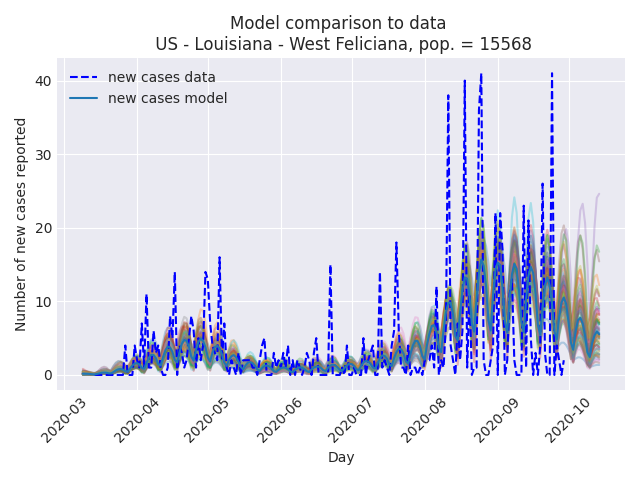 Model comparison to data
US - Louisiana - West Feliciana, pop. = 15568
new cases data
new cases model
Number of new cases reported
40
30
20
10
0
2020-03
2020-04
2020-05
2020-06
2020-07
2020-08
2020-09
2020-10
Day